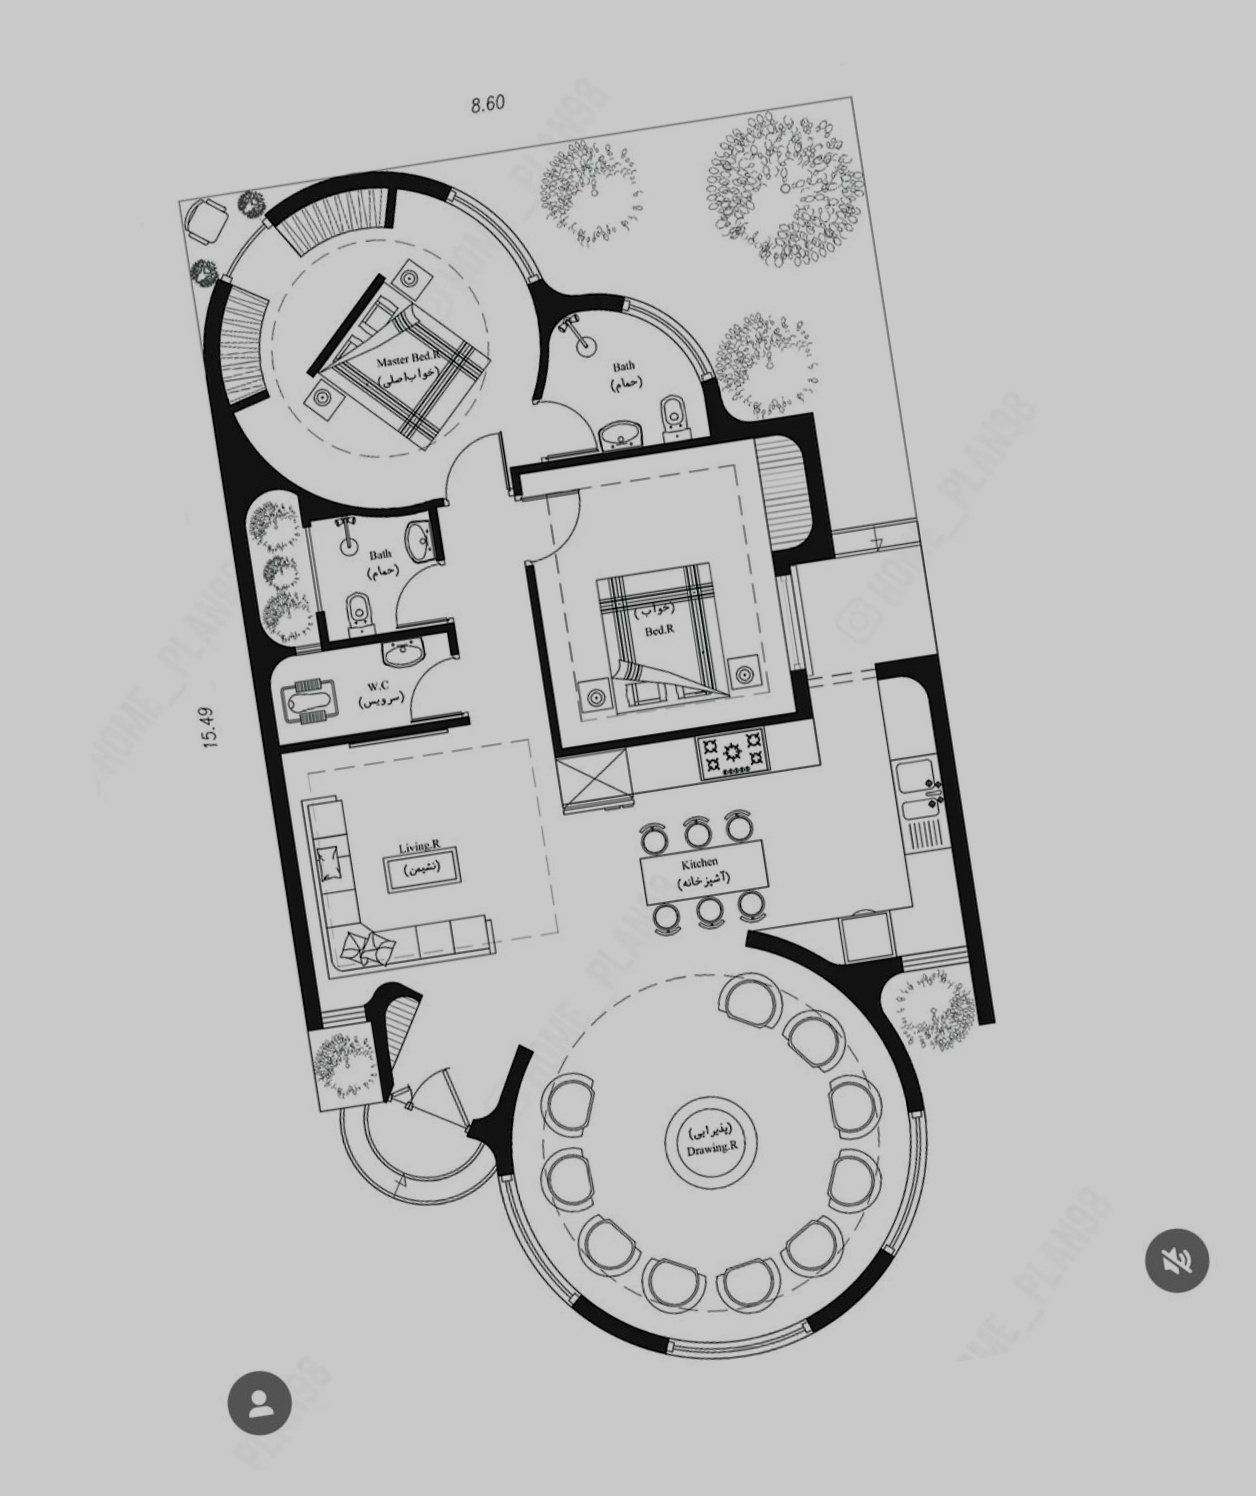 8.60
Master Bed.R
(خواب اصلی)
Bath
(حمام)
Bath
(حمام)
(خواب)
Bed.R
W.C
(سرویس)
15.49
Living.R
(نشیمن)
Kitchen
(آشپزخانه)
(پذیرایی)
Drawing.R
HOME_PLAN98
HOME_PLAN98